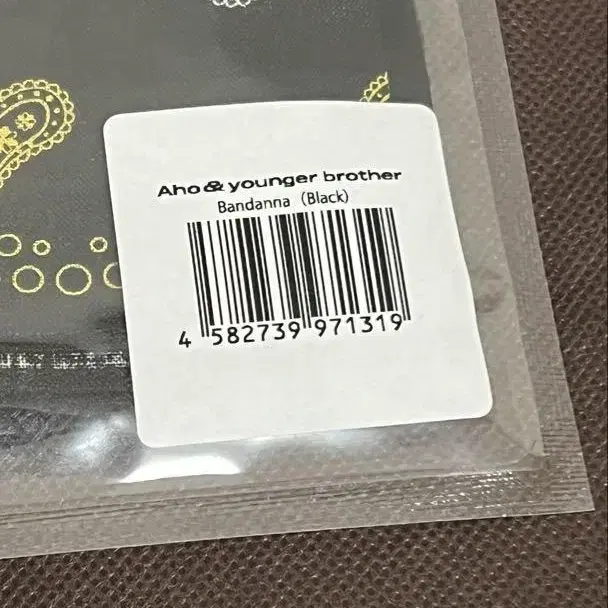 Aho & younger brother
Bandanna (Black)
4 582739 971319